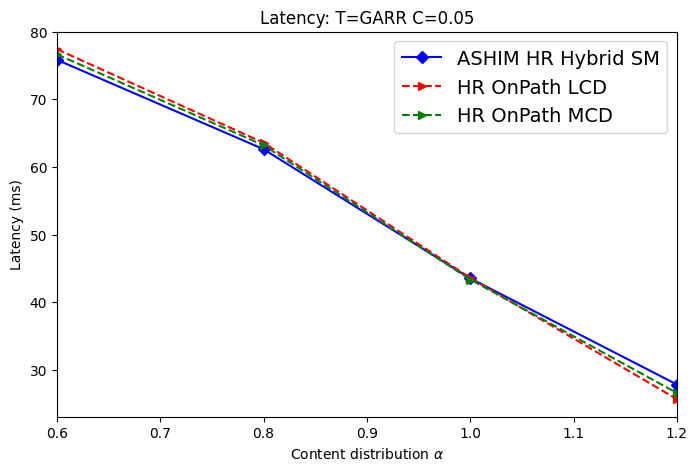 Latency: T=GARR C=0.05
ASHIM HR Hybrid SM
HR OnPath LCD
HR OnPath MCD
Latency (ms)
80
70
60
50
40
30
0.6 0.7 0.8 0.9 1.0 1.1 1.2
Content distribution α